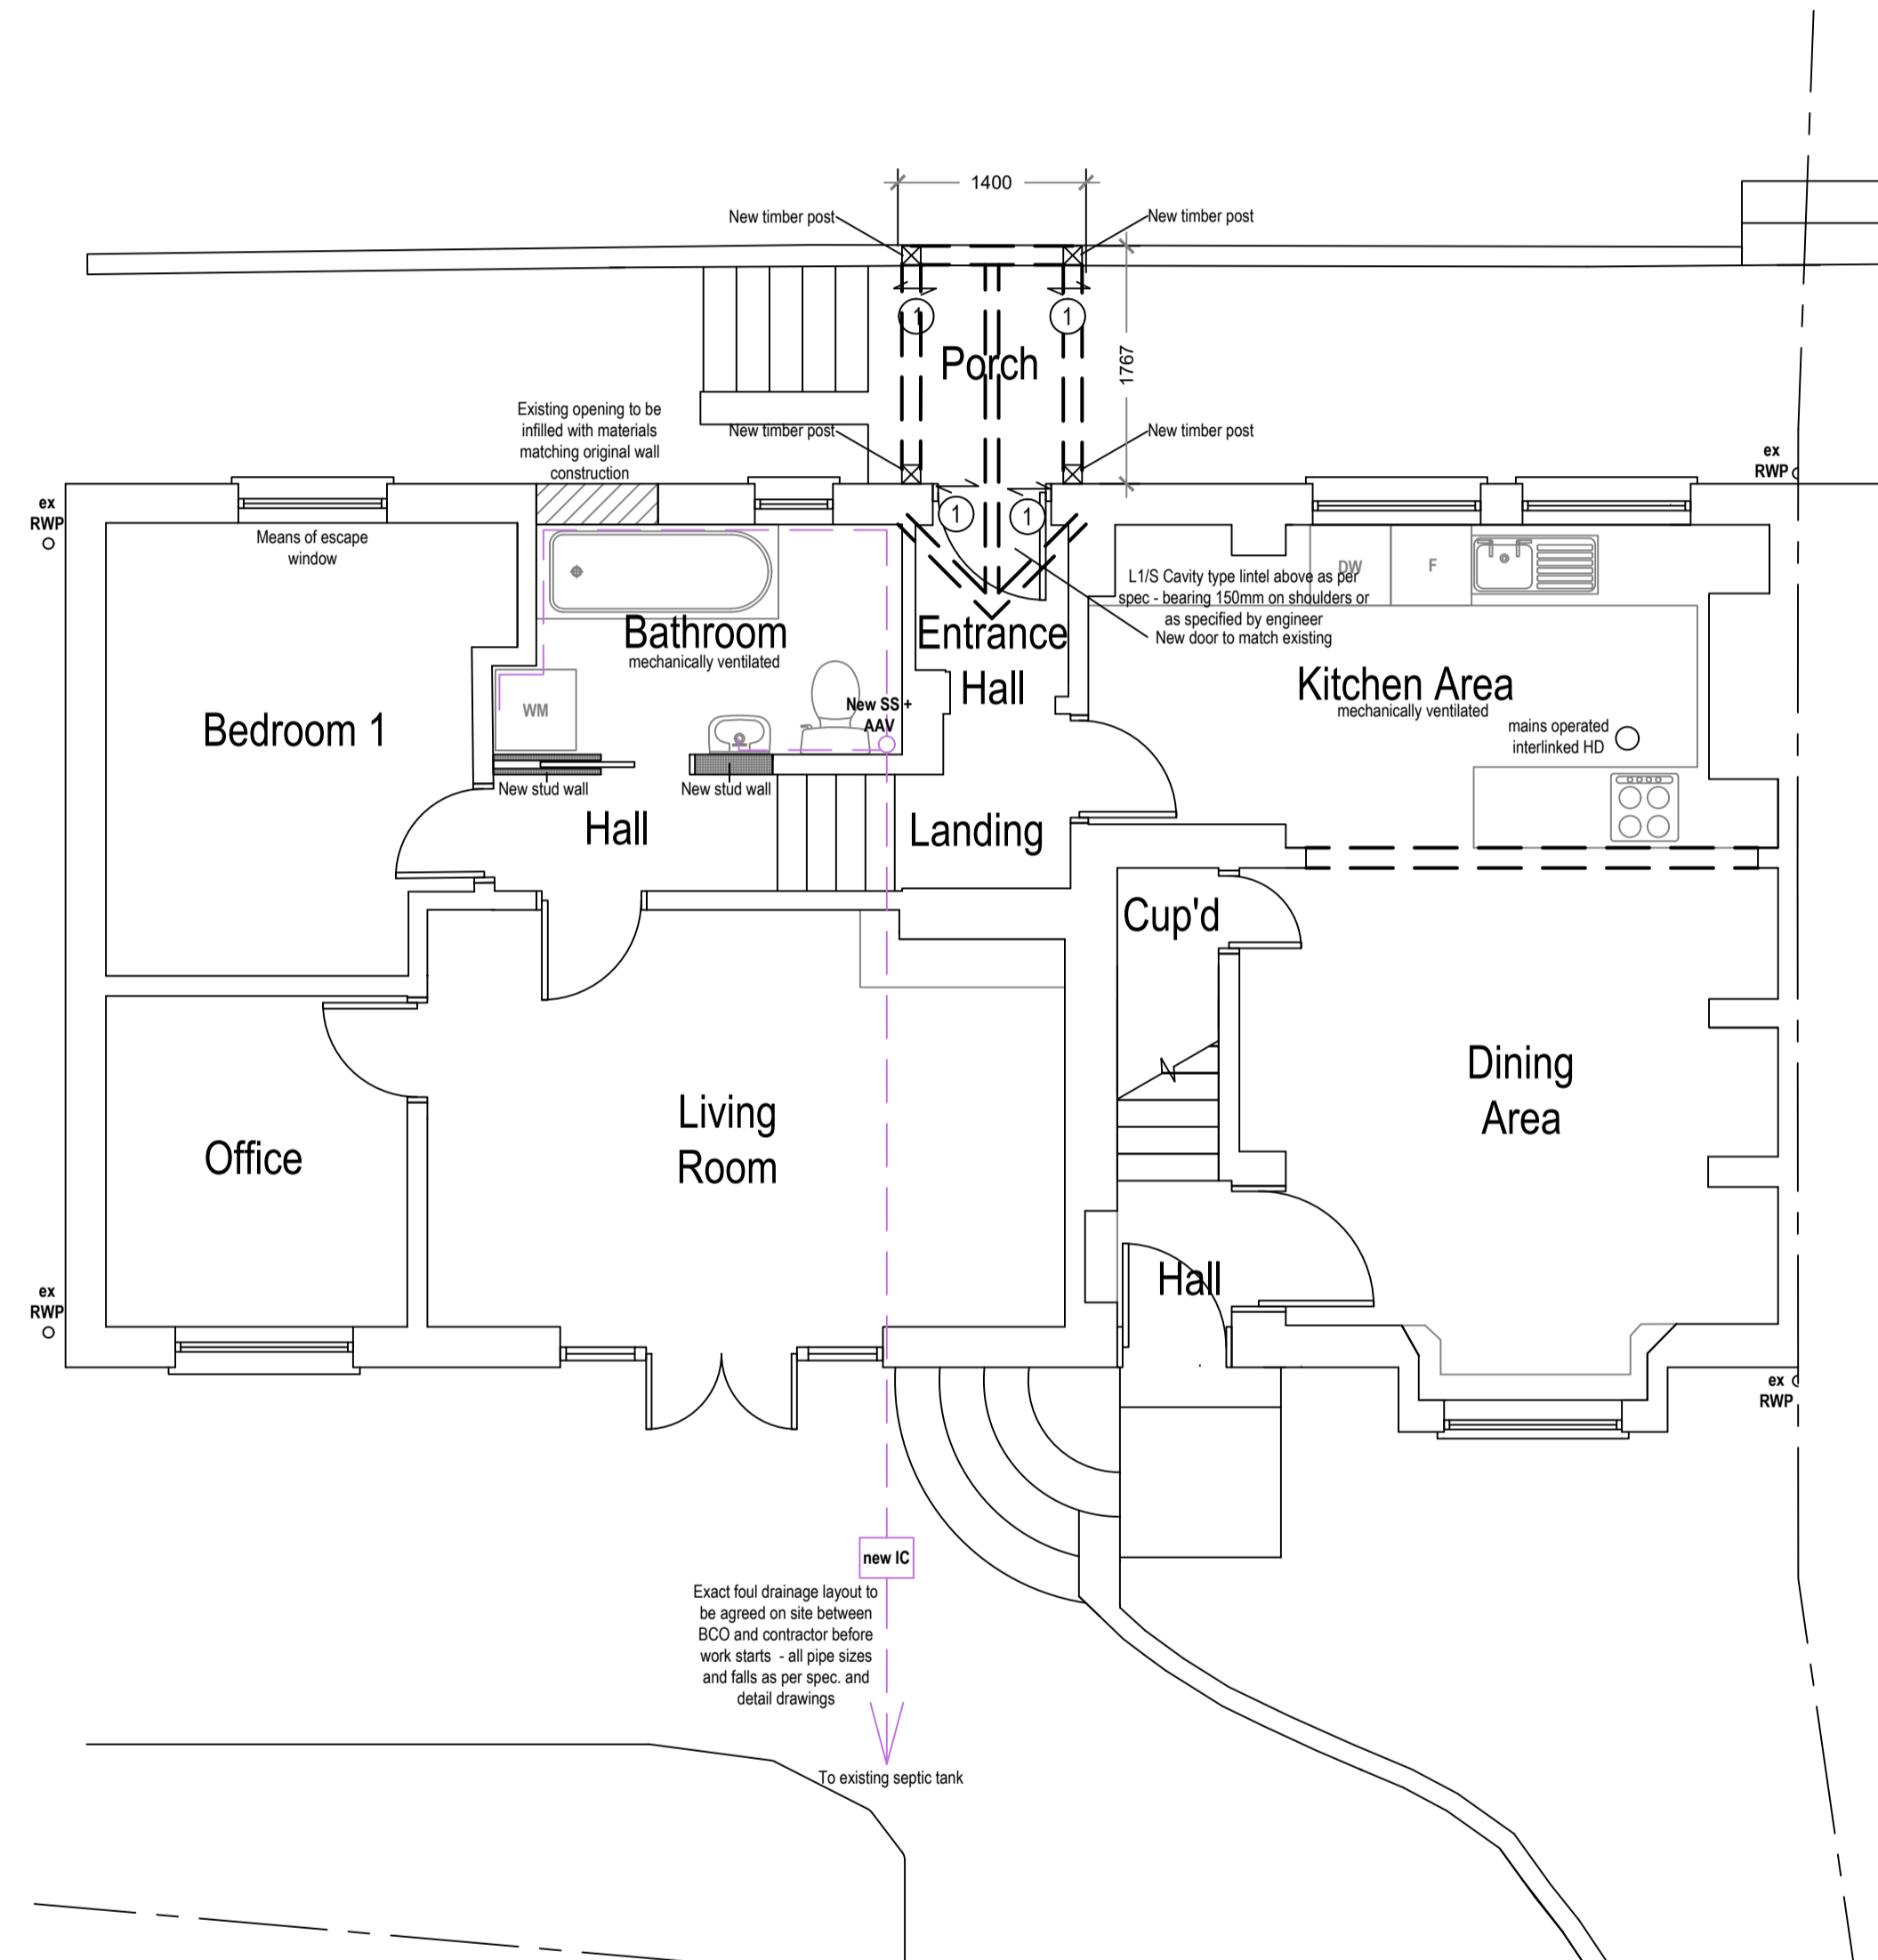 1400
New timber post
New timber post
1
1
Porch
1767
Existing opening to be
infilled with materials
matching original wall
construction
New timber post
New timber post
ex
RWP
ex
RWP
Means of escape
window
1
1
DW
F
L1/S Cavity type lintel above as per
spec - bearing 150mm on shoulders or
as specified by engineer
New door to match existing
Bathroom
mechanically ventilated
Entrance
Hall
Kitchen Area
mechanically ventilated
Bedroom 1
WM
New SS +
AAV
mains operated
interlinked HD
New stud wall
New stud wall
Hall
Landing
Cup'd
Dining
Area
Living
Room
Office
Hall
ex
RWP
ex
RWP
new IC
Exact foul drainage layout to
be agreed on site between
BCO and contractor before
work starts - all pipe sizes
and falls as per spec. and
detail drawings
To existing septic tank